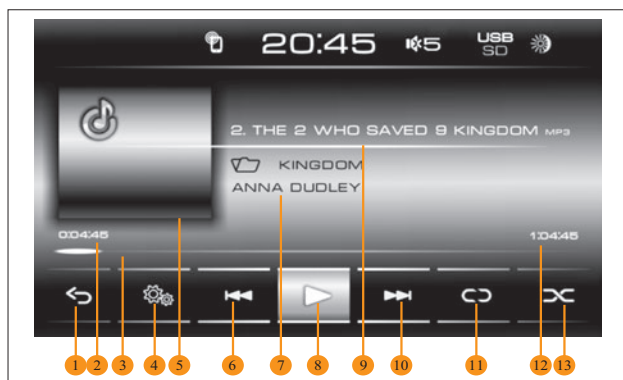 20:45 5 USB
SD
2. THE 2 WHO SAVED 9 KINGDOM MP3
KINGDOM
ANNA DUDLEY
0:04:45 1:04:45
1 2 3 4 5 6 7 8 9 10 11 12 13